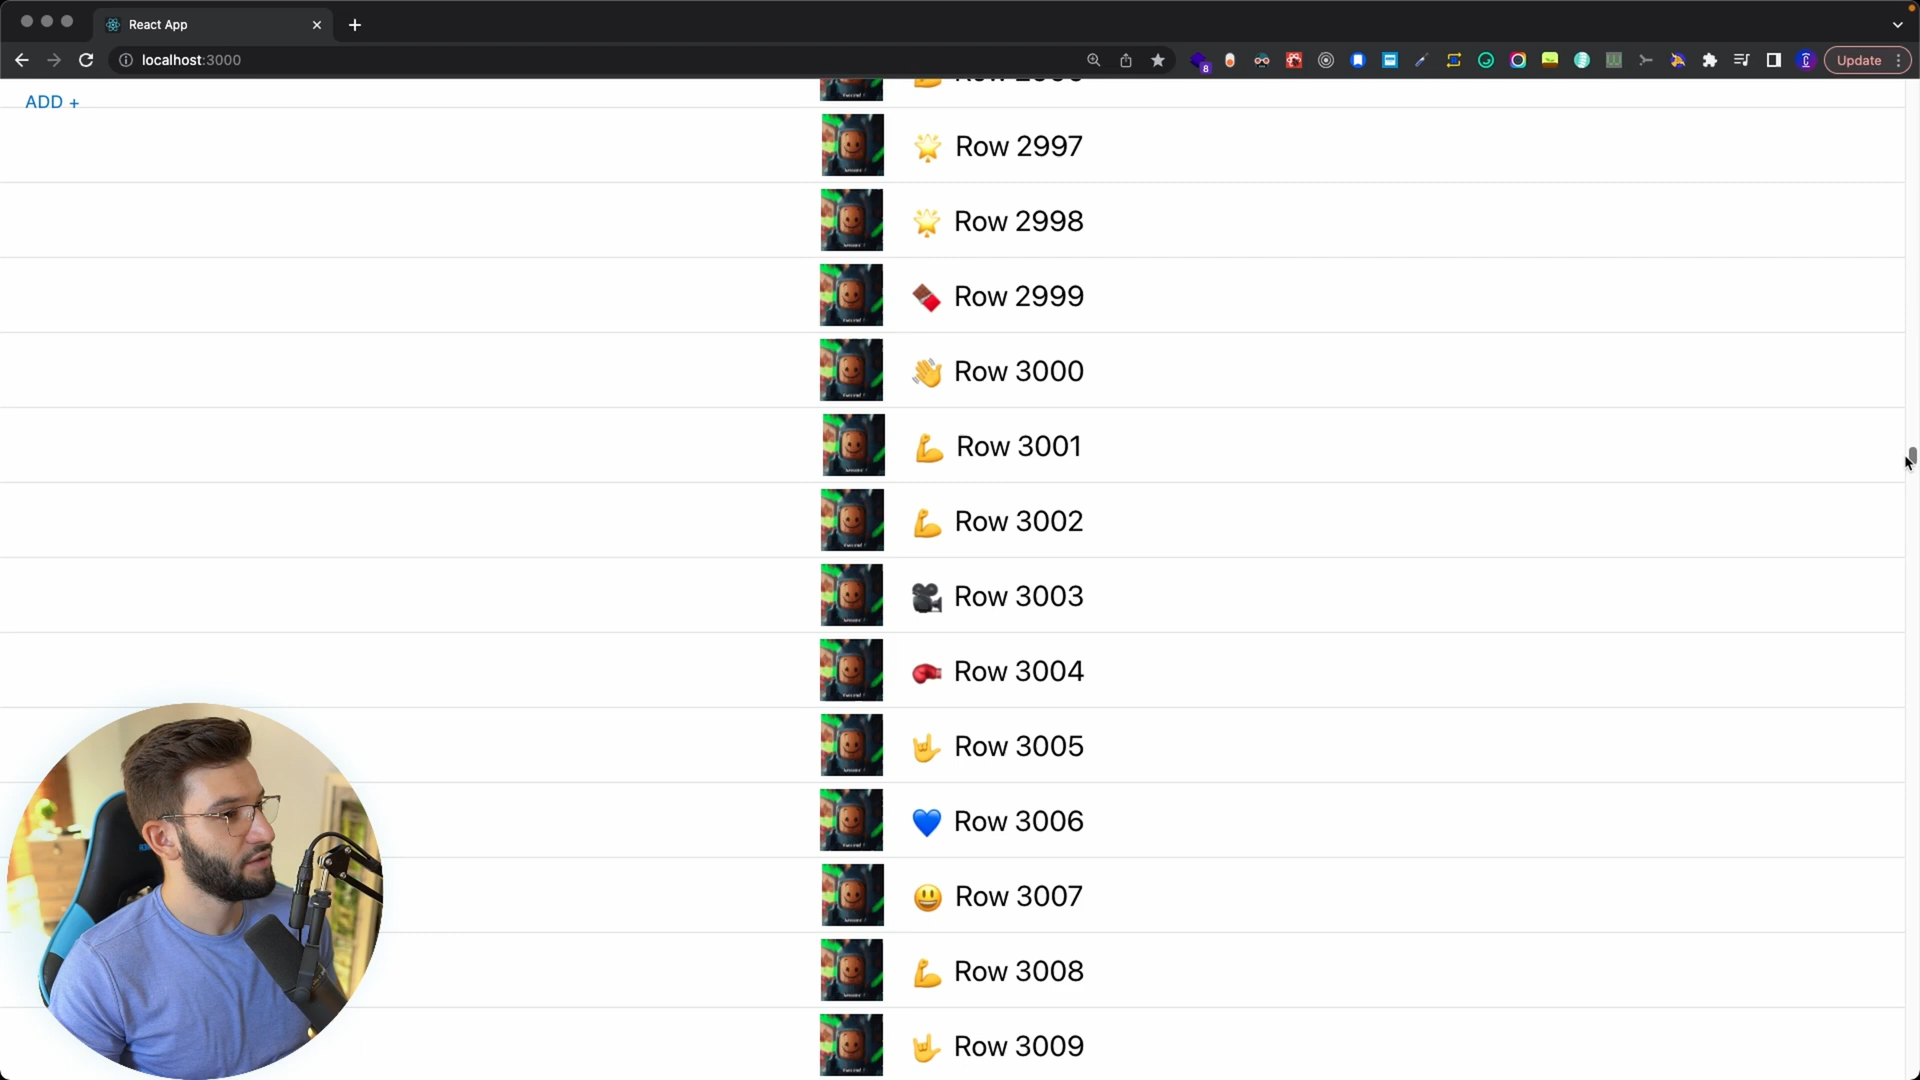 React App
localhost:3000
8
Update
ADD +
Row 2997
Row 2998
Row 2999
Row 3000
Row 3001
Row 3002
Row 3003
Row 3004
Row 3005
Row 3006
Row 3007
Row 3008
Row 3009